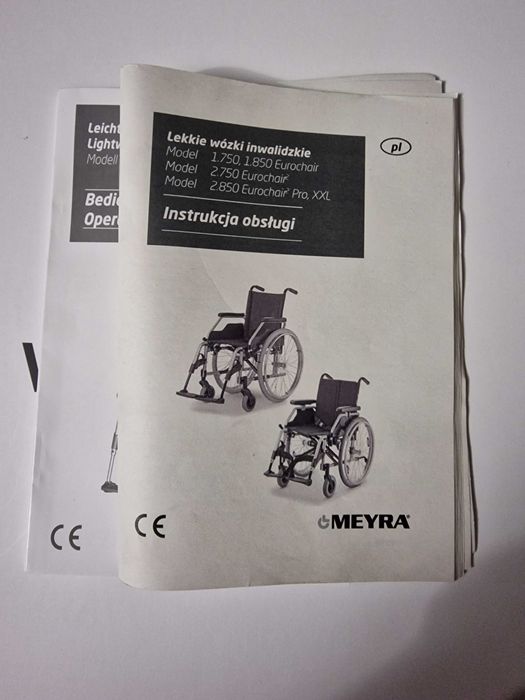 Lekkie wózki inwalidzkie
Model 1.750, 1.850 Eurochair
Model 2.750 Eurochair²
Model 2.850 Eurochair² Pro, XXL
Instrukcja obsługi
pl
CE
MEYRA®
Leicht
Lightw
Modell
Bedie
Opera
CE